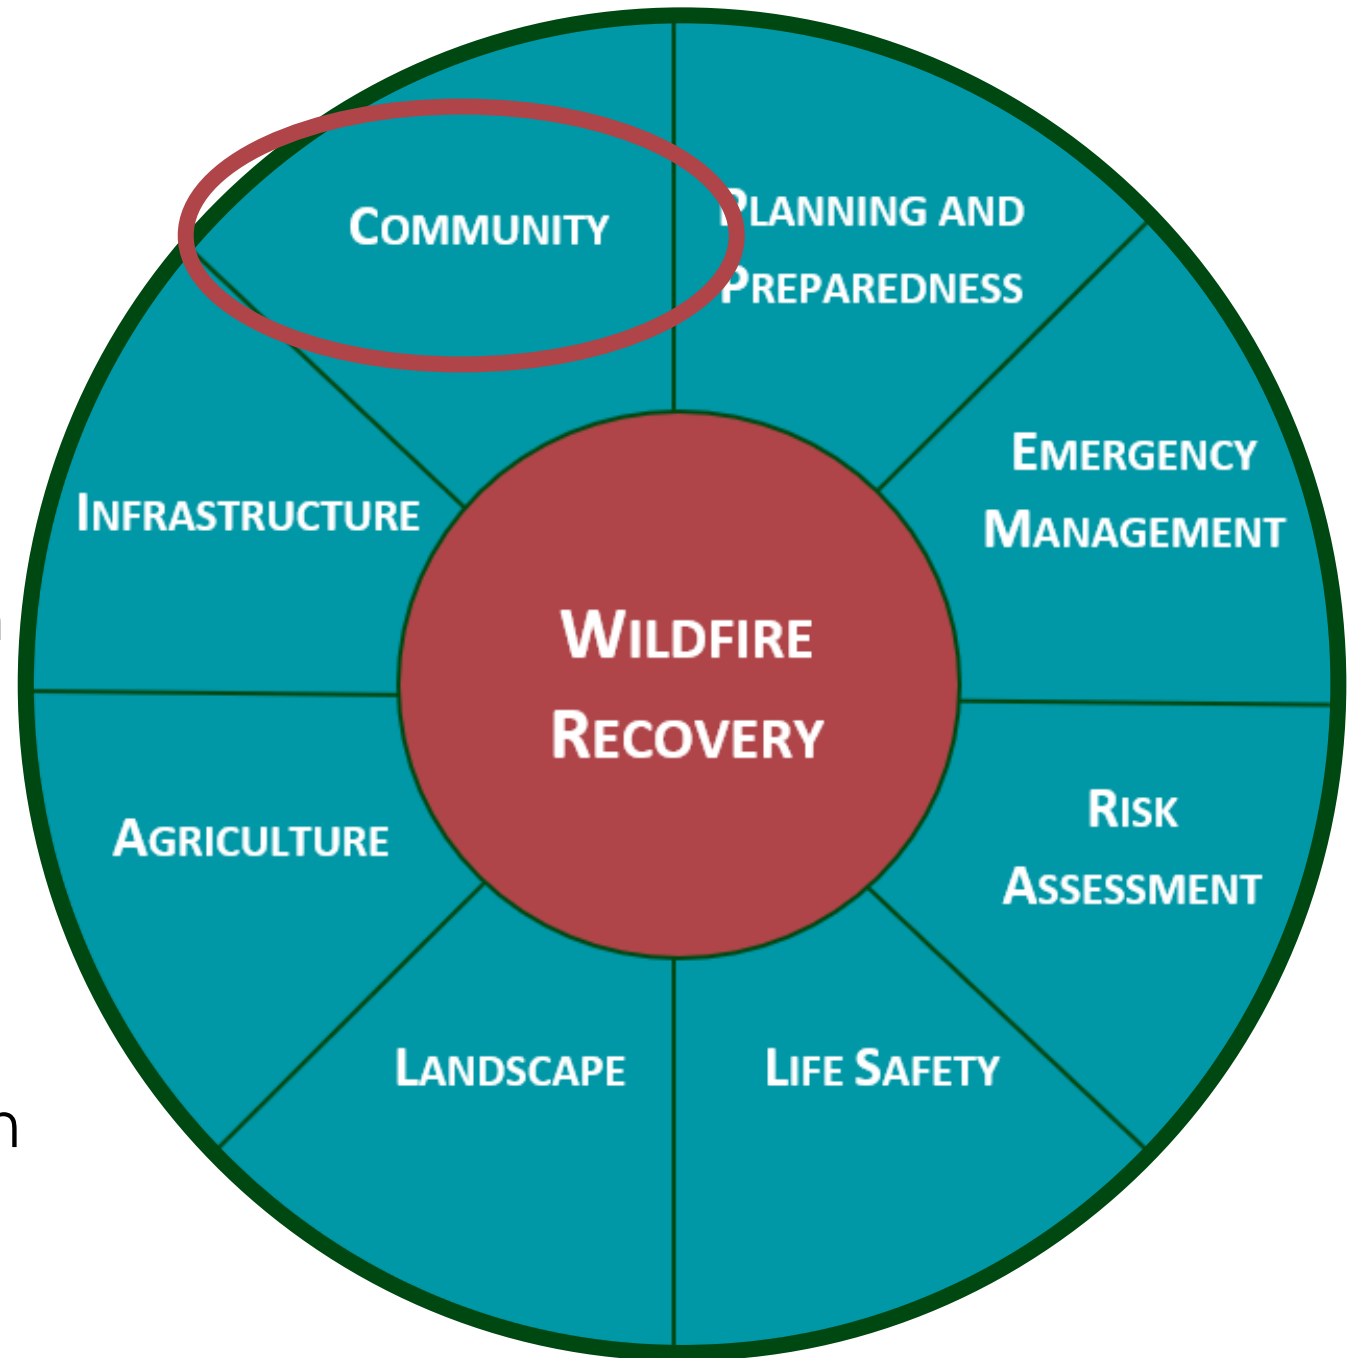 COMMUNITY
PLANNING AND
PREPAREDNESS
EMERGENCY
MANAGEMENT
RISK
ASSESSMENT
LIFE SAFETY
LANDSCAPE
AGRICULTURE
INFRASTRUCTURE
WILDFIRE
RECOVERY